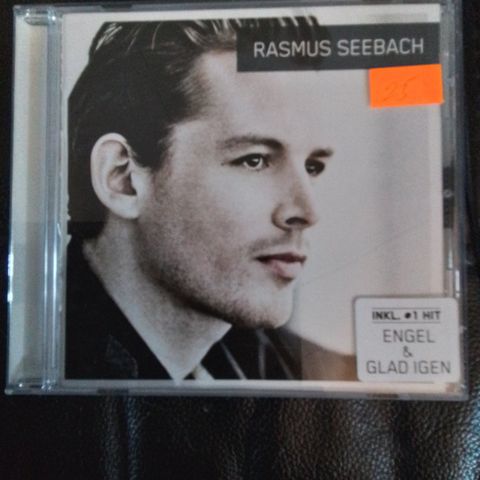 RASMUS SEEBACH
25
INKL. #1 HIT
ENGEL
&
GLAD IGEN